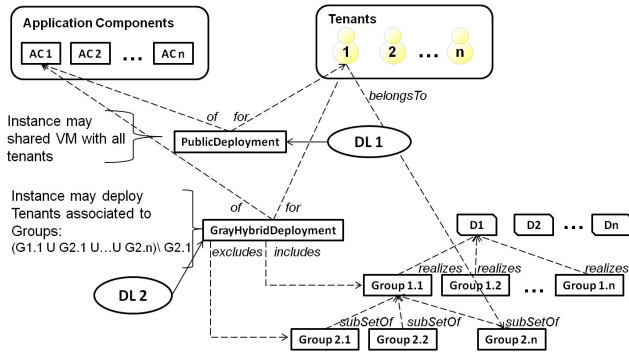 Application Components
AC 1 AC 2 ... AC n
Tenants
1 2 ... n
belongsTo
of for
Instance may
shared VM with all
tenants
PublicDeployment
DL 1
Instance may deploy
Tenants associated to
Groups:
(G1.1 U G2.1 U...U G2.n)\ G2.1
of for
GrayHybridDeployment
excludes includes
D1 D2 ... Dn
realizes realizes realizes
DL 2
Group 1.1 Group 1.2 ... Group 1.n
subSetOf subSetOf
Group 2.1 Group 2.2 Group 2.n